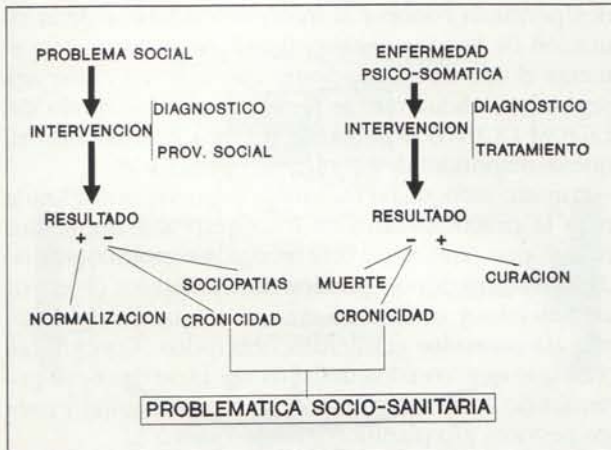 PROBLEMA SOCIAL
INTERVENCION
DIAGNOSTICO
PROV. SOCIAL
RESULTADO
+ -
NORMALIZACION
SOCIOPATIAS
CRONICIDAD
ENFERMEDAD
PSICO-SOMATICA
INTERVENCION
DIAGNOSTICO
TRATAMIENTO
RESULTADO
- +
MUERTE
CRONICIDAD
CURACION
PROBLEMATICA SOCIO-SANITARIA